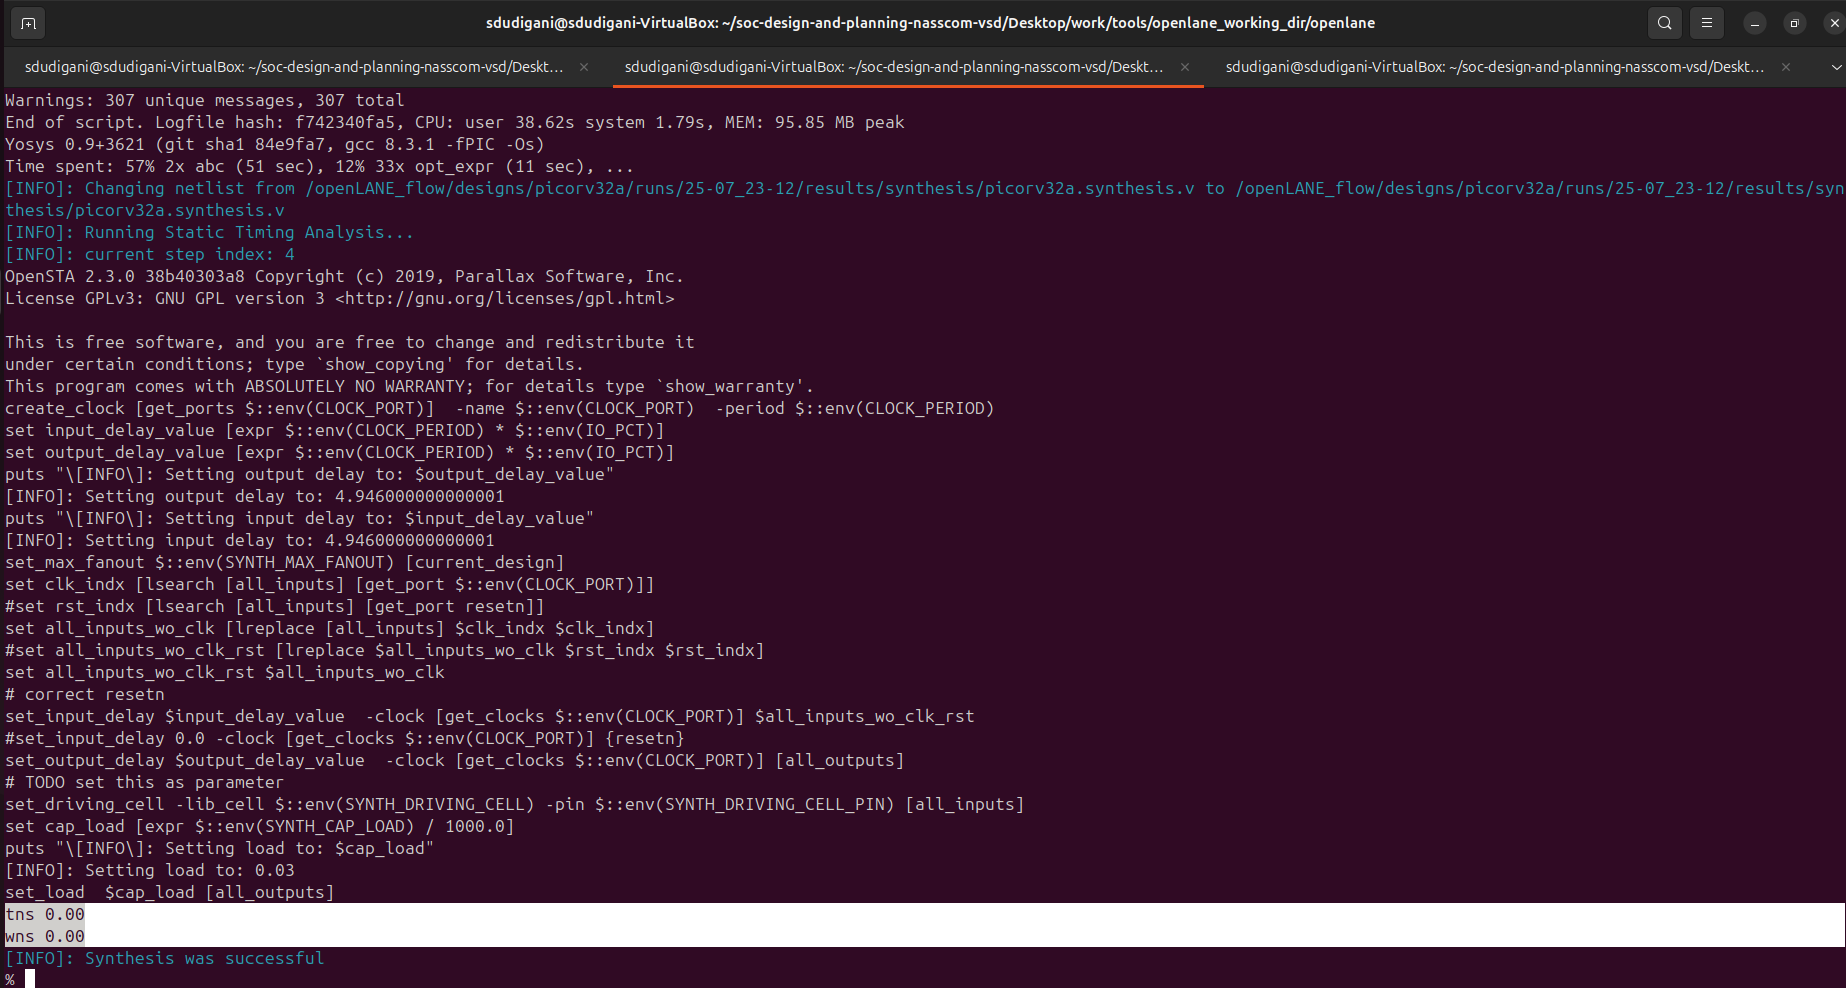 sdudigani@sdudigani-VirtualBox: ~/soc-design-and-planning-nasscom-vsd/Desktop/work/tools/openlane_working_dir/openlane
sdudigani@sdudigani-VirtualBox: ~/soc-design-and-planning-nasscom-vsd/Deskt...
sdudigani@sdudigani-VirtualBox: ~/soc-design-and-planning-nasscom-vsd/Deskt...
sdudigani@sdudigani-VirtualBox: ~/soc-design-and-planning-nasscom-vsd/Deskt...
Warnings: 307 unique messages, 307 total
End of script. Logfile hash: f742340fa5, CPU: user 38.62s system 1.79s, MEM: 95.85 MB peak
Yosys 0.9+3621 (git sha1 84e9fa7, gcc 8.3.1 -fPIC -Os)
Time spent: 57% 2x abc (51 sec), 12% 33x opt_expr (11 sec), ...
[INFO]: Changing netlist from /openLANE_flow/designs/picorv32a/runs/25-07_23-12/results/synthesis/picorv32a.synthesis.v to /openLANE_flow/designs/picorv32a/runs/25-07_23-12/results/syn
thesis/picorv32a.synthesis.v
[INFO]: Running Static Timing Analysis...
[INFO]: current step index: 4
OpenSTA 2.3.0 38b40303a8 Copyright (c) 2019, Parallax Software, Inc.
License GPLv3: GNU GPL version 3 <http://gnu.org/licenses/gpl.html>
This is free software, and you are free to change and redistribute it
under certain conditions; type `show_copying' for details.
This program comes with ABSOLUTELY NO WARRANTY; for details type `show_warranty'.
create_clock [get_ports $::env(CLOCK_PORT)]  -name $::env(CLOCK_PORT)  -period $::env(CLOCK_PERIOD)
set input_delay_value [expr $::env(CLOCK_PERIOD) * $::env(IO_PCT)]
set output_delay_value [expr $::env(CLOCK_PERIOD) * $::env(IO_PCT)]
puts "\[INFO\]: Setting output delay to: $output_delay_value"
[INFO]: Setting output delay to: 4.946000000000001
puts "\[INFO\]: Setting input delay to: $input_delay_value"
[INFO]: Setting input delay to: 4.946000000000001
set_max_fanout $::env(SYNTH_MAX_FANOUT) [current_design]
set clk_indx [lsearch [all_inputs] [get_port $::env(CLOCK_PORT)]]
#set rst_indx [lsearch [all_inputs] [get_port resetn]]
set all_inputs_wo_clk [lreplace [all_inputs] $clk_indx $clk_indx]
#set all_inputs_wo_clk_rst [lreplace $all_inputs_wo_clk $rst_indx $rst_indx]
set all_inputs_wo_clk_rst $all_inputs_wo_clk
# correct resetn
set_input_delay $input_delay_value  -clock [get_clocks $::env(CLOCK_PORT)] $all_inputs_wo_clk_rst
#set_input_delay 0.0 -clock [get_clocks $::env(CLOCK_PORT)] {resetn}
set_output_delay $output_delay_value  -clock [get_clocks $::env(CLOCK_PORT)] [all_outputs]
# TODO set this as parameter
set_driving_cell -lib_cell $::env(SYNTH_DRIVING_CELL) -pin $::env(SYNTH_DRIVING_CELL_PIN) [all_inputs]
set cap_load [expr $::env(SYNTH_CAP_LOAD) / 1000.0]
puts "\[INFO\]: Setting load to: $cap_load"
[INFO]: Setting load to: 0.03
set_load  $cap_load [all_outputs]
tns 0.00
wns 0.00
[INFO]: Synthesis was successful
%